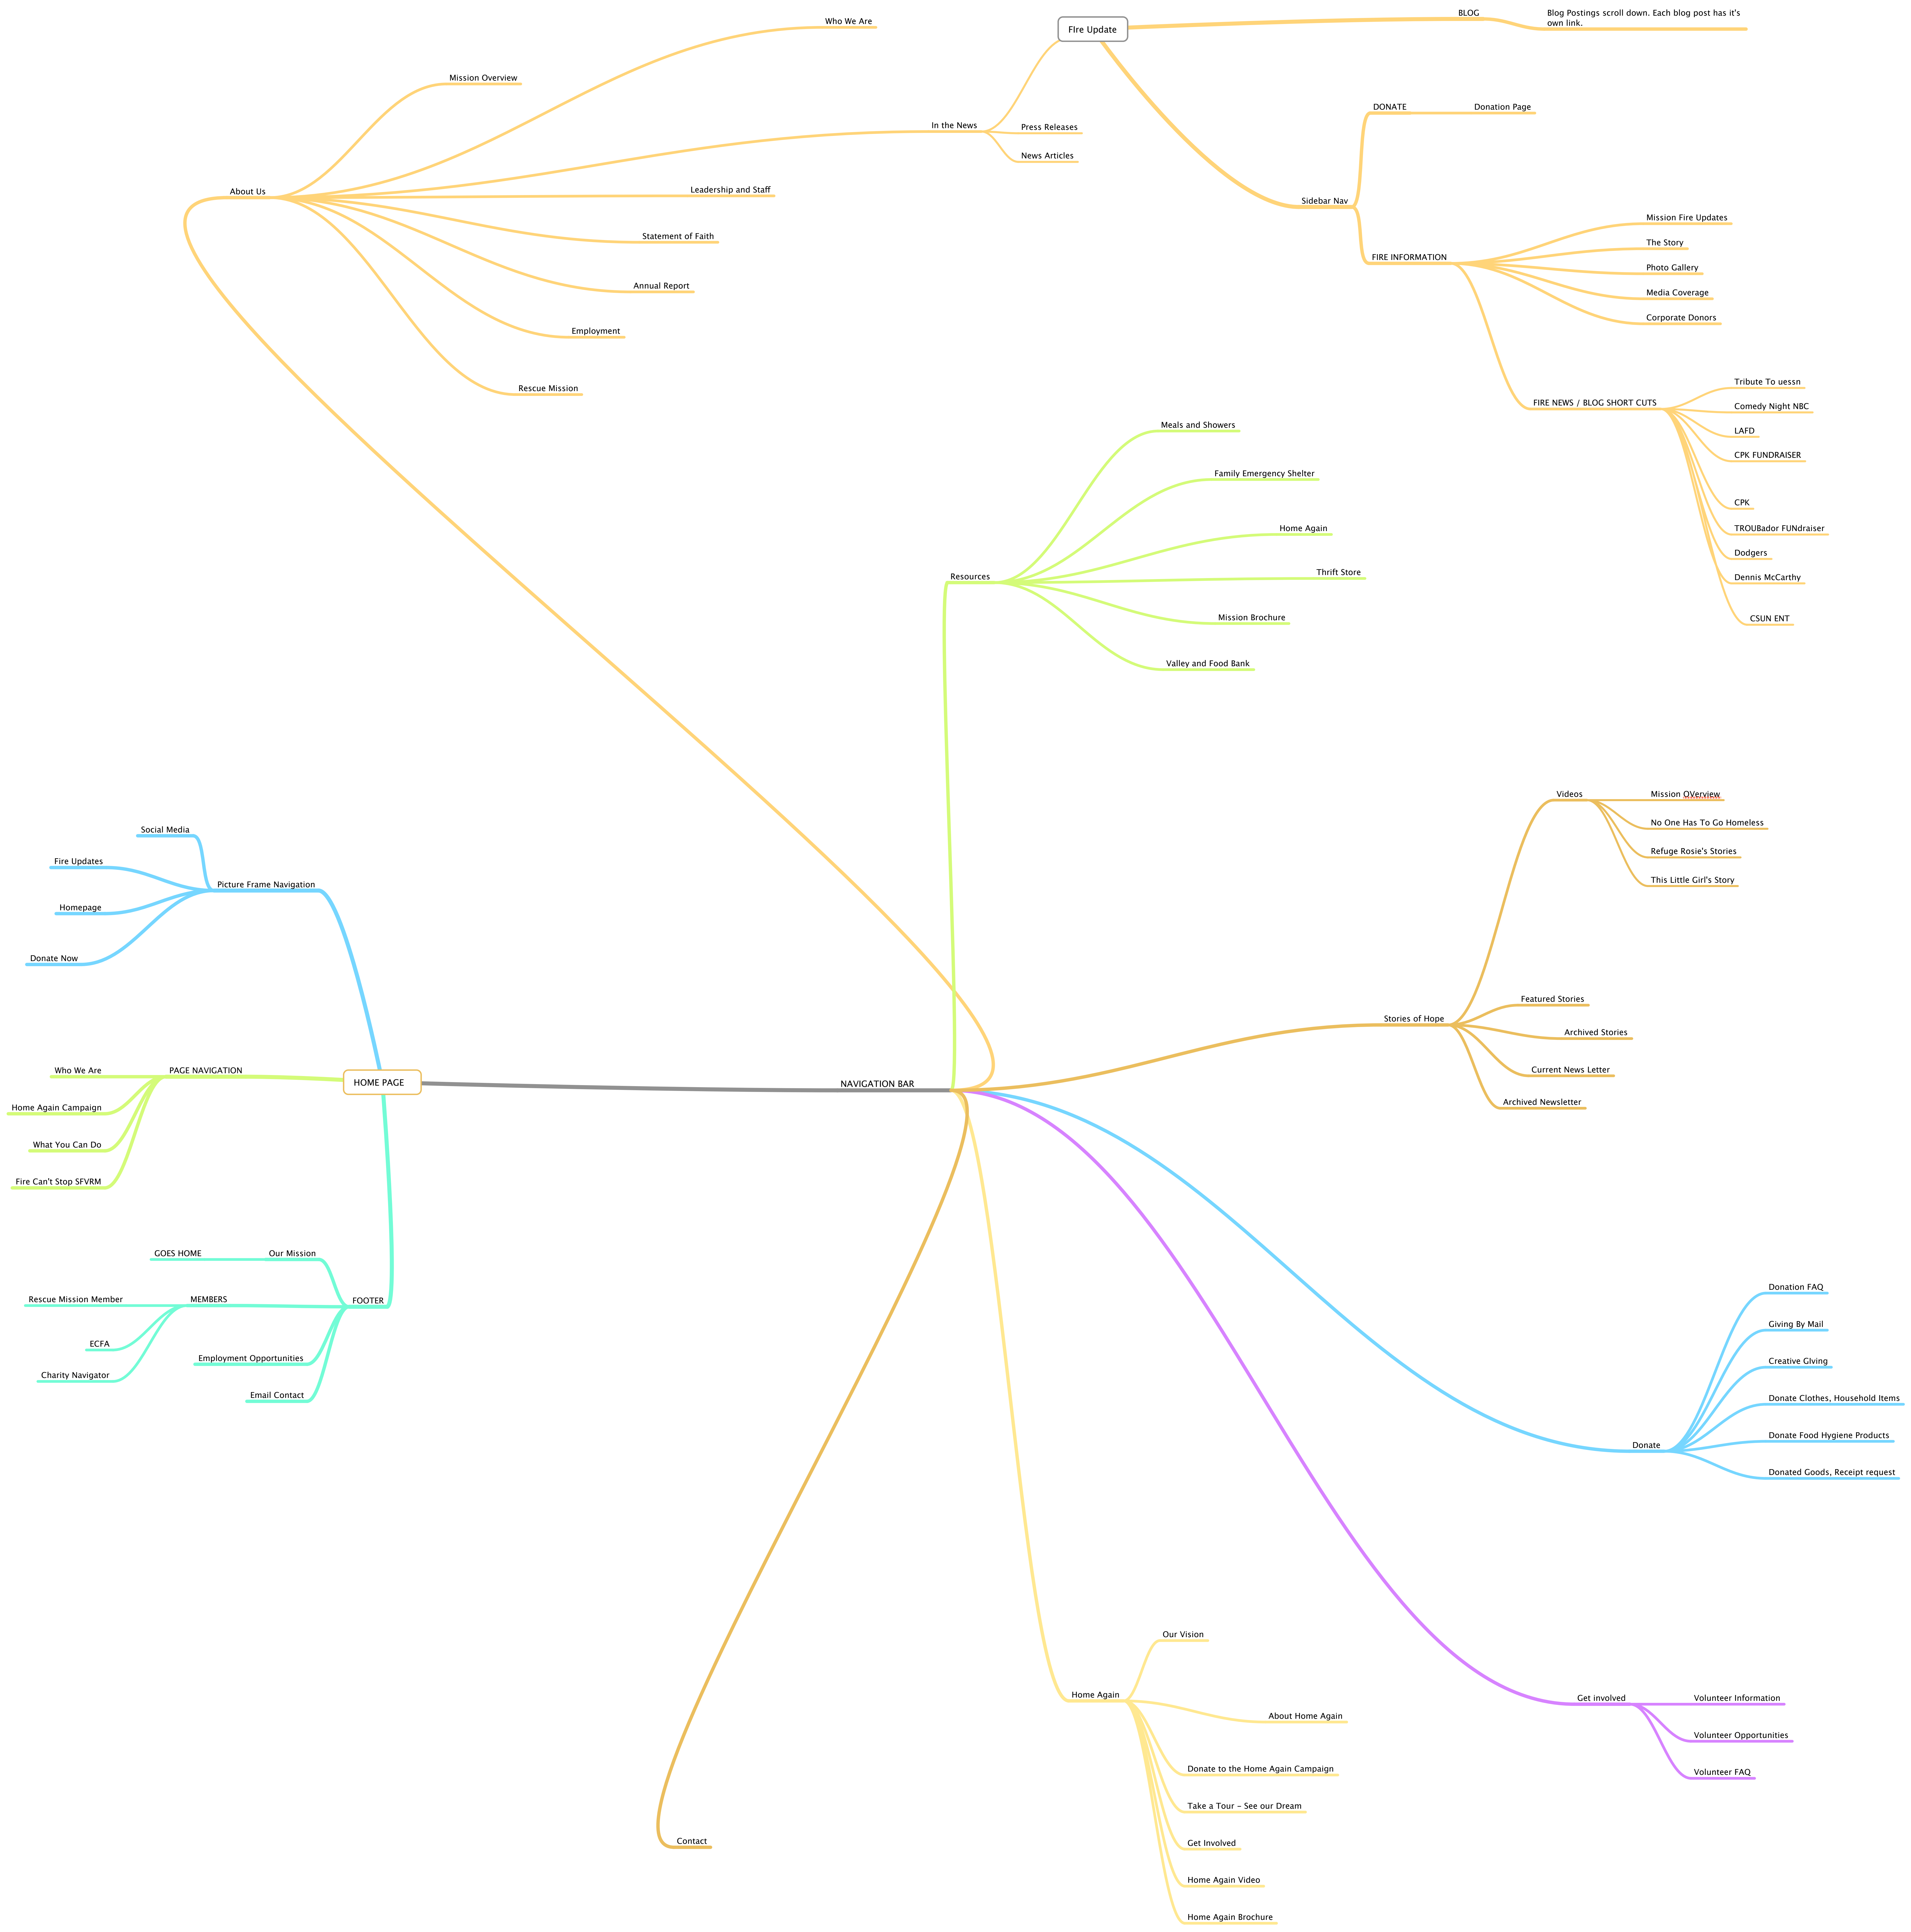 Who We Are
FIre Update
BLOG
Blog Postings scroll down. Each blog post has it's
own link.
Mission Overview
In the News
Press Releases
News Articles
DONATE
Donation Page
About Us
Leadership and Staff
Sidebar Nav
Statement of Faith
Mission Fire Updates
The Story
FIRE INFORMATION
Photo Gallery
Annual Report
Media Coverage
Corporate Donors
Employment
Rescue Mission
Tribute To uessn
FIRE NEWS / BLOG SHORT CUTS
Comedy Night NBC
LAFD
CPK FUNDRAISER
CPK
TROUBador FUNdraiser
Dodgers
Dennis McCarthy
CSUN ENT
Meals and Showers
Family Emergency Shelter
Home Again
Resources
Thrift Store
Mission Brochure
Valley and Food Bank
Videos
Mission OVerview
No One Has To Go Homeless
Refuge Rosie's Stories
This Little Girl's Story
Social Media
Fire Updates
Picture Frame Navigation
Homepage
Donate Now
Featured Stories
Stories of Hope
Archived Stories
Current News Letter
Archived Newsletter
Who We Are
PAGE NAVIGATION
HOME PAGE
NAVIGATION BAR
Home Again Campaign
What You Can Do
Fire Can't Stop SFVRM
GOES HOME
Our Mission
Rescue Mission Member
MEMBERS
FOOTER
ECFA
Employment Opportunities
Charity Navigator
Email Contact
Donation FAQ
Giving By Mail
Creative GIving
Donate Clothes, Household Items
Donate Food Hygiene Products
Donate
Donated Goods, Receipt request
Our Vision
Home Again
About Home Again
Donate to the Home Again Campaign
Take a Tour - See our Dream
Get Involved
Home Again Video
Home Again Brochure
Get involved
Volunteer Information
Volunteer Opportunities
Volunteer FAQ
Contact